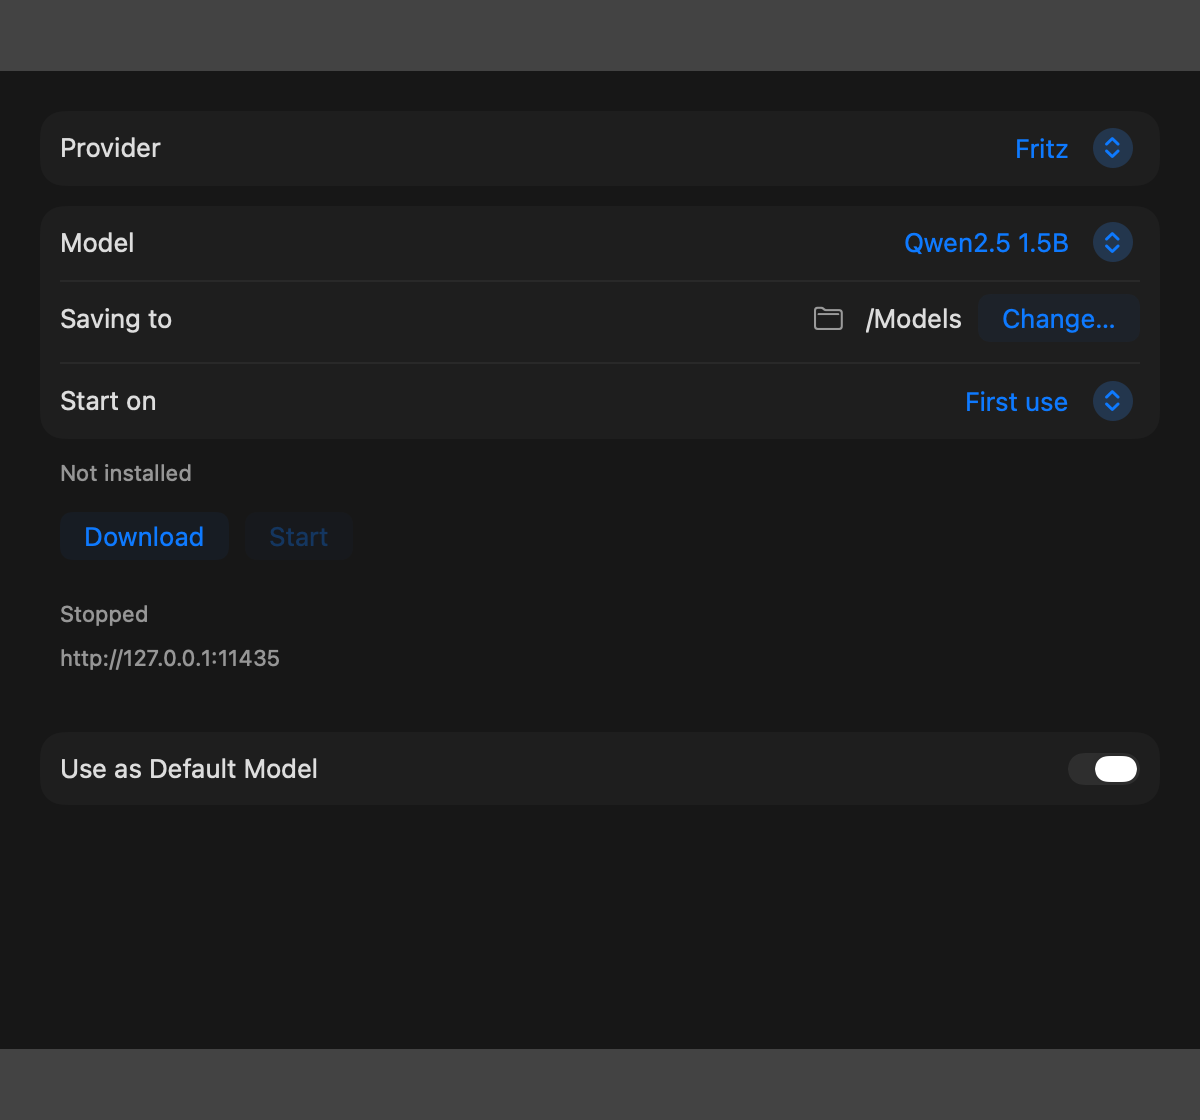 Provider Fritz
Model Qwen2.5 1.5B
Saving to /Models Change...
Start on First use
Not installed
Download Start
Stopped
http://127.0.0.1:11435
Use as Default Model